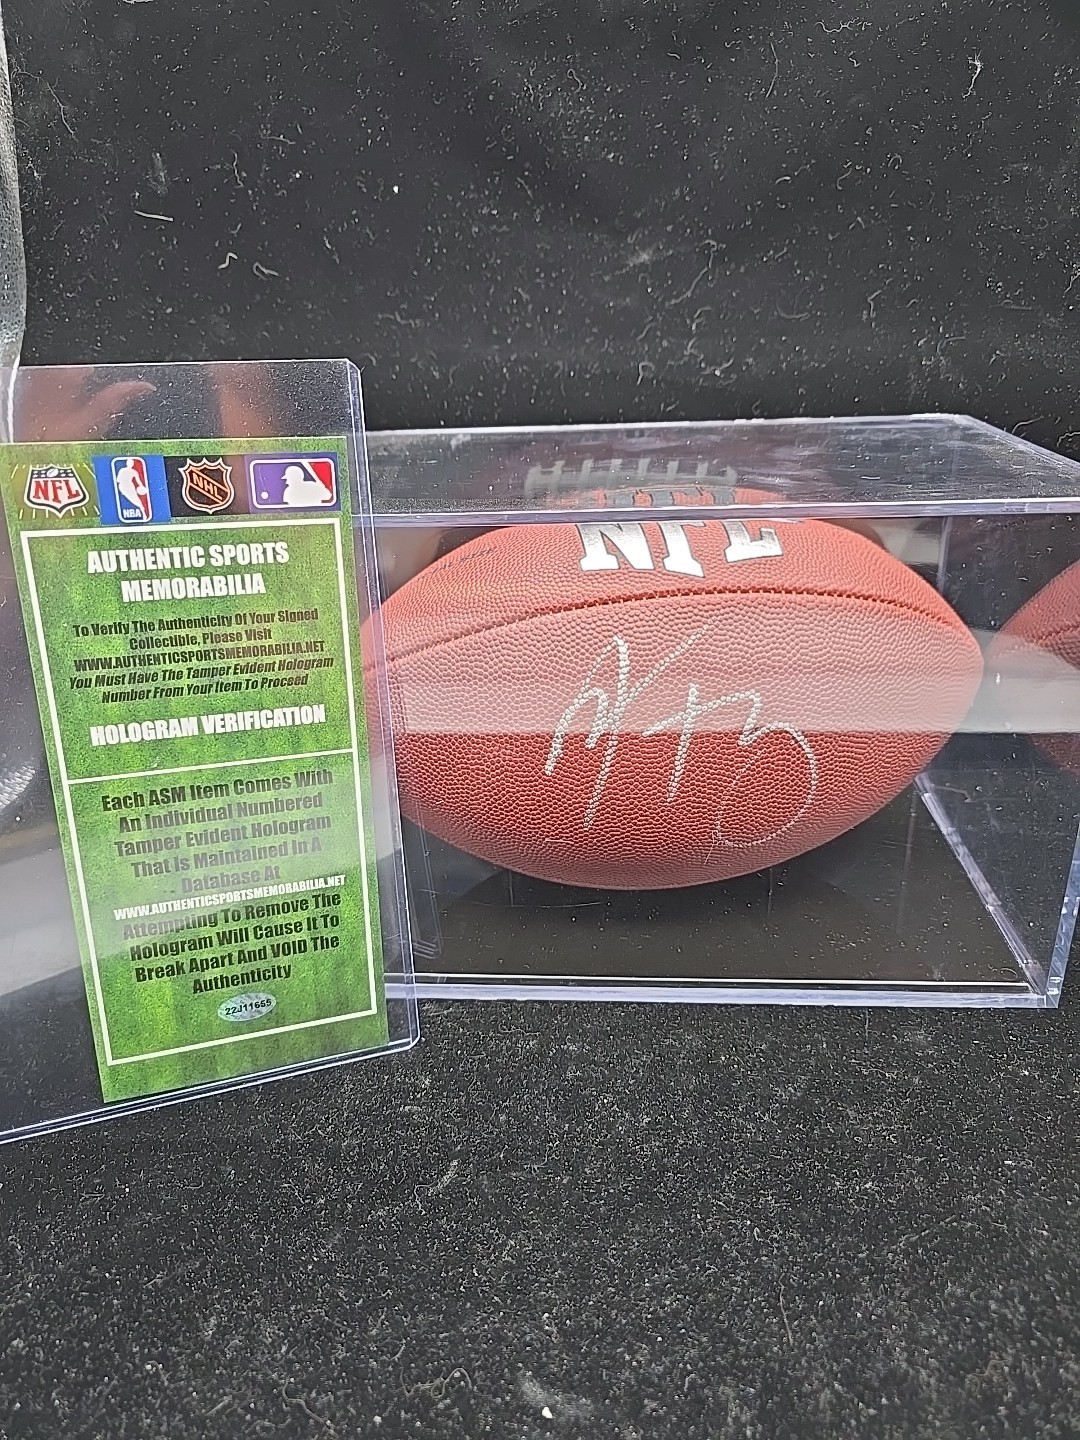 NFL
NBA
NHL
AUTHENTIC SPORTS
MEMORABILIA
To Verify The Authenticity Of Your Signed
Collectible, Please Visit
WWW.AUTHENTICSPORTSMEMORABILIA.NET
You Must Have The Tamper Evident Hologram
Number From Your Item To Proceed
HOLOGRAM VERIFICATION
Each ASM Item Comes With
An Individual Numbered
Tamper Evident Hologram
That Is Maintained In A
Database At
WWW.AUTHENTICSPORTSMEMORABILIA.NET
Attempting To Remove The
Hologram Will Cause It To
Break Apart And VOID The
Authenticity
22J11655
NFL